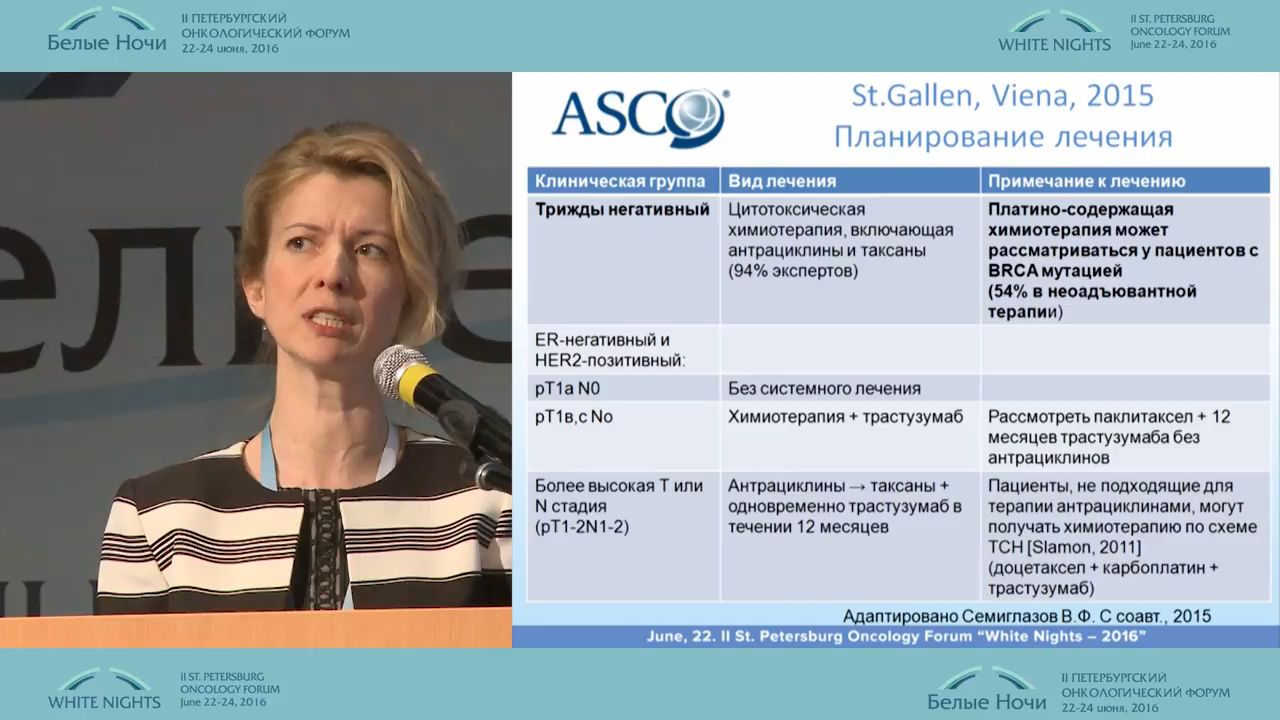 II ПЕТЕРБУРГСКИЙ
ОНКОЛОГИЧЕСКИЙ ФОРУМ
Белые Ночи
22-24 июня, 2016
II ST. PETERSBURG
ONCOLOGY FORUM
WHITE NIGHTS
June 22-24, 2016
ASCO®
St.Gallen, Viena, 2015
Планирование лечения
Клиническая группа
Вид лечения
Примечание к лечению
Трижды негативный
Цитотоксическая
химиотерапия, включающая
антрациклины и таксаны
(94% экспертов)
Платино-содержащая
химиотерапия может
рассматриваться у пациентов с
BRCA мутацией
(54% в неоадъювантной
терапии)
ER-негативный и
HER2-позитивный:
pT1a N0
Без системного лечения
pT1в,с No
Химиотерапия + трастузумаб
Рассмотреть паклитаксел + 12
месяцев трастузумаба без
антрациклинов
Более высокая T или
N стадия
(pT1-2N1-2)
Антрациклины → таксаны +
одновременно трастузумаб в
течении 12 месяцев
Пациенты, не подходящие для
терапии антрациклинами, могут
получать химиотерапию по схеме
TCH [Slamon, 2011]
(доцетаксел + карбоплатин +
трастузумаб)
Адаптировано Семиглазов В.Ф. С соавт., 2015
June, 22. II St. Petersburg Oncology Forum “White Nights – 2016”
II ST. PETERSBURG
ONCOLOGY FORUM
WHITE NIGHTS
June 22-24, 2016
II ПЕТЕРБУРГСКИЙ
ОНКОЛОГИЧЕСКИЙ ФОРУМ
Белые Ночи
22-24 июня, 2016